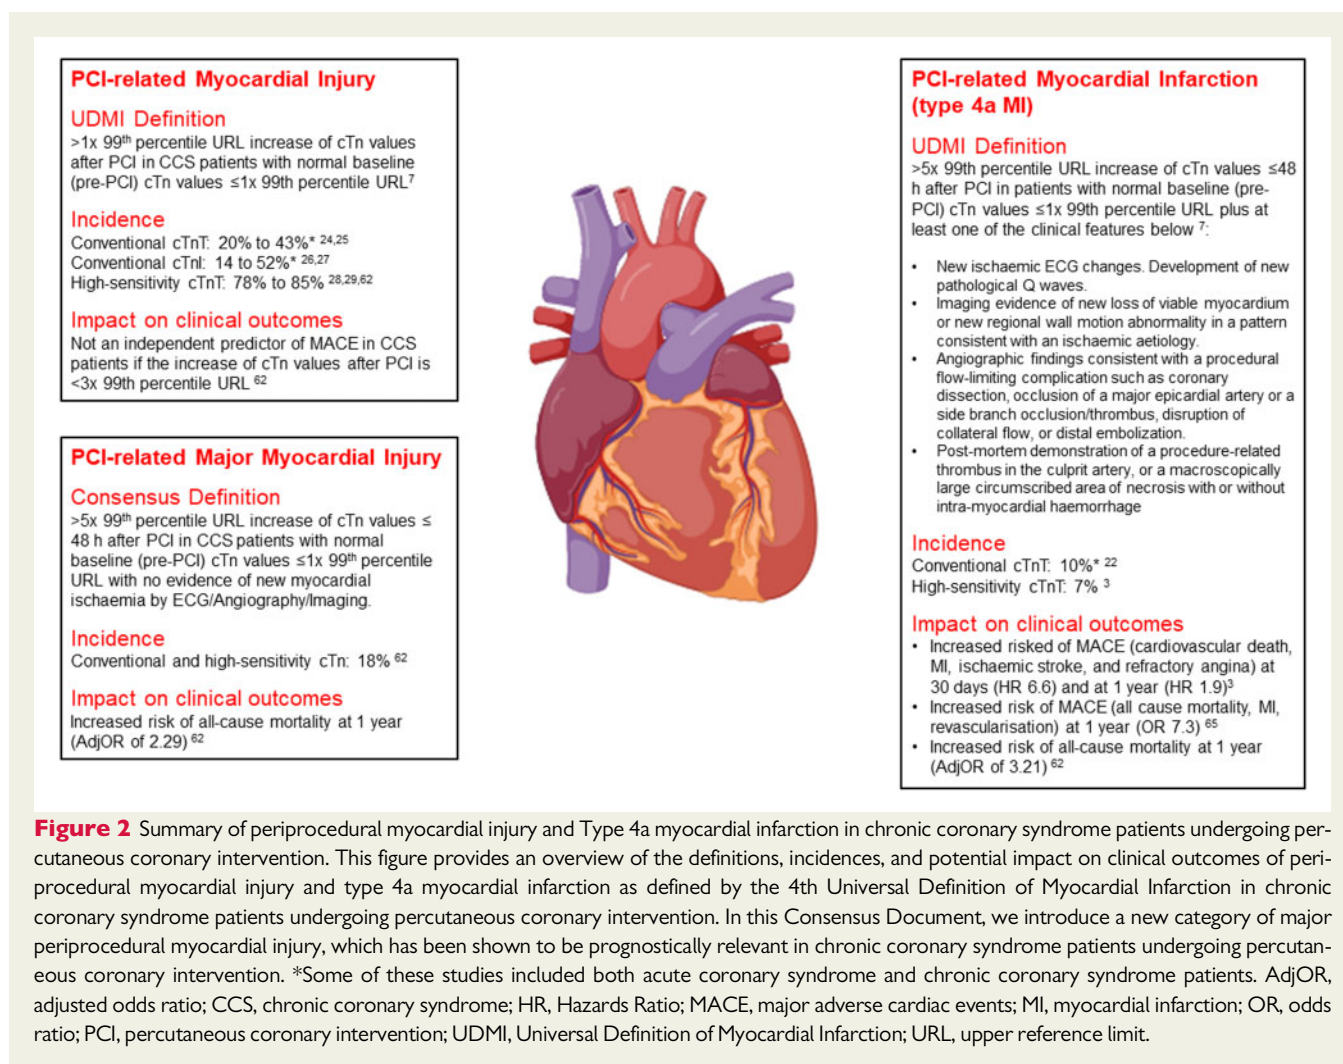 PCI-related Myocardial Injury
UDMI Definition
>1x 99th percentile URL increase of cTn values
after PCI in CCS patients with normal baseline
(pre-PCI) cTn values ≤1x 99th percentile URL7
Incidence
Conventional cTnT: 20% to 43%* 24,25
Conventional cTnI: 14 to 52%* 26,27
High-sensitivity cTnT: 78% to 85% 28,29,62
Impact on clinical outcomes
Not an independent predictor of MACE in CCS
patients if the increase of cTn values after PCI is
<3x 99th percentile URL 62
PCI-related Major Myocardial Injury
Consensus Definition
>5x 99th percentile URL increase of cTn values ≤
48 h after PCI in CCS patients with normal
baseline (pre-PCI) cTn values ≤1x 99th percentile
URL with no evidence of new myocardial
ischaemia by ECG/Angiography/Imaging.
Incidence
Conventional and high-sensitivity cTn: 18% 62
Impact on clinical outcomes
Increased risk of all-cause mortality at 1 year
(AdjOR of 2.29) 62
PCI-related Myocardial Infarction
(type 4a MI)
UDMI Definition
>5x 99th percentile URL increase of cTn values ≤48
h after PCI in patients with normal baseline (pre-
PCI) cTn values ≤1x 99th percentile URL plus at
least one of the clinical features below 7:
• New ischaemic ECG changes. Development of new
pathological Q waves.
• Imaging evidence of new loss of viable myocardium
or new regional wall motion abnormality in a pattern
consistent with an ischaemic aetiology.
• Angiographic findings consistent with a procedural
flow-limiting complication such as coronary
dissection, occlusion of a major epicardial artery or a
side branch occlusion/thrombus, disruption of
collateral flow, or distal embolization.
• Post-mortem demonstration of a procedure-related
thrombus in the culprit artery, or a macroscopically
large circumscribed area of necrosis with or without
intra-myocardial haemorrhage
Incidence
Conventional cTnT: 10%* 22
High-sensitivity cTnT: 7% 3
Impact on clinical outcomes
• Increased risked of MACE (cardiovascular death,
MI, ischaemic stroke, and refractory angina) at
30 days (HR 6.6) and at 1 year (HR 1.9)3
• Increased risk of MACE (all cause mortality, MI,
revascularisation) at 1 year (OR 7.3) 65
• Increased risk of all-cause mortality at 1 year
(AdjOR of 3.21) 62
Figure 2 Summary of periprocedural myocardial injury and Type 4a myocardial infarction in chronic coronary syndrome patients undergoing per-
cutaneous coronary intervention. This figure provides an overview of the definitions, incidences, and potential impact on clinical outcomes of peri-
procedural myocardial injury and type 4a myocardial infarction as defined by the 4th Universal Definition of Myocardial Infarction in chronic
coronary syndrome patients undergoing percutaneous coronary intervention. In this Consensus Document, we introduce a new category of major
periprocedural myocardial injury, which has been shown to be prognostically relevant in chronic coronary syndrome patients undergoing percutan-
eous coronary intervention. *Some of these studies included both acute coronary syndrome and chronic coronary syndrome patients. AdjOR,
adjusted odds ratio; CCS, chronic coronary syndrome; HR, Hazards Ratio; MACE, major adverse cardiac events; MI, myocardial infarction; OR, odds
ratio; PCI, percutaneous coronary intervention; UDMI, Universal Definition of Myocardial Infarction; URL, upper reference limit.